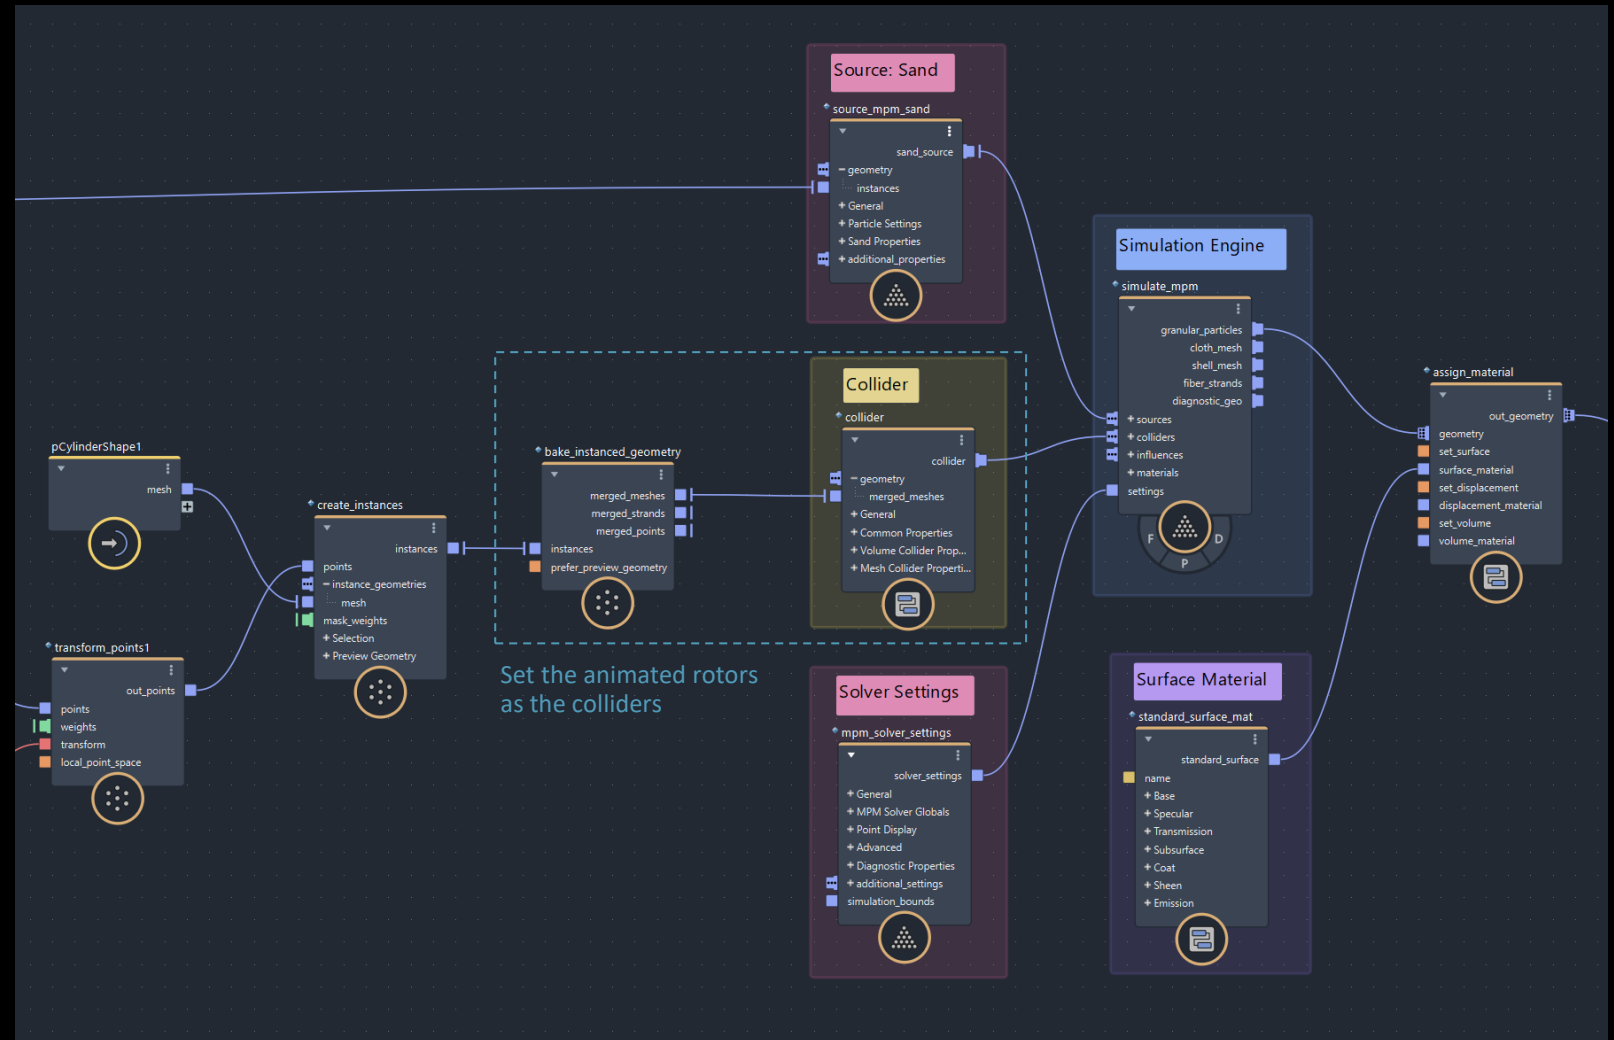 Source: Sand
source_mpm_sand
sand_source
geometry
instances
General
Particle Settings
Sand Properties
additional_properties
Simulation Engine
simulate_mpm
granular_particles
cloth_mesh
shell_mesh
fiber_strands
diagnostic_geo
sources
colliders
influences
materials
settings
F
D
P
assign_material
out_geometry
geometry
set_surface
surface_material
set_displacement
displacement_material
set_volume
volume_material
Collider
collider
collider
geometry
merged_meshes
General
Common Properties
Volume Collider Prop...
Mesh Collider Properti...
bake_instanced_geometry
merged_meshes
merged_strands
merged_points
instances
prefer_preview_geometry
Set the animated rotors
as the colliders
pCylinderShape1
mesh
create_instances
instances
points
instance_geometries
mesh
mask_weights
Selection
Preview Geometry
transform_points1
out_points
points
weights
transform
local_point_space
Solver Settings
mpm_solver_settings
solver_settings
General
MPM Solver Globals
Point Display
Advanced
Diagnostic Properties
additional_settings
simulation_bounds
Surface Material
standard_surface_mat
standard_surface
name
Base
Specular
Transmission
Subsurface
Coat
Sheen
Emission